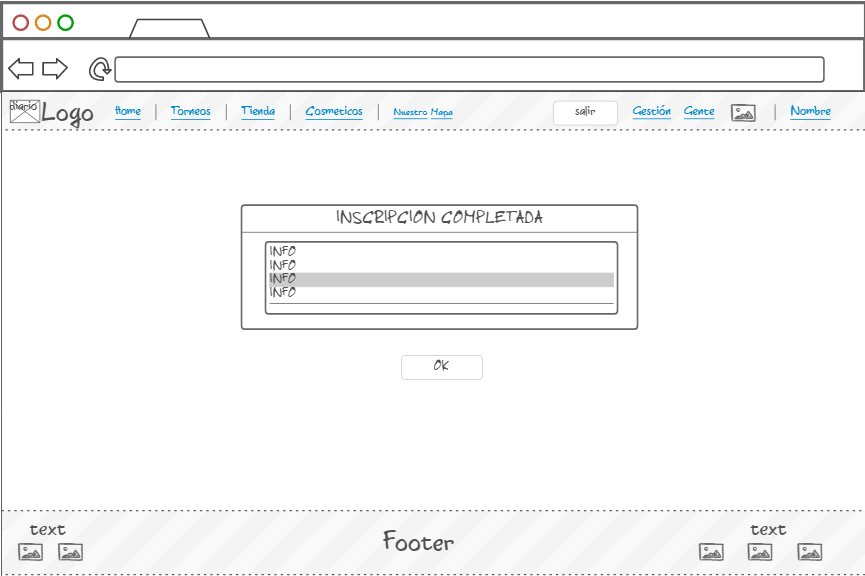 diario Logo Home | Torneos | Tienda | Cosmeticos | Nuestro Mapa salir Gestión Gente | Nombre
INSCRIPCION COMPLETADA
INFO
INFO
INFO
INFO
OK
text Footer text